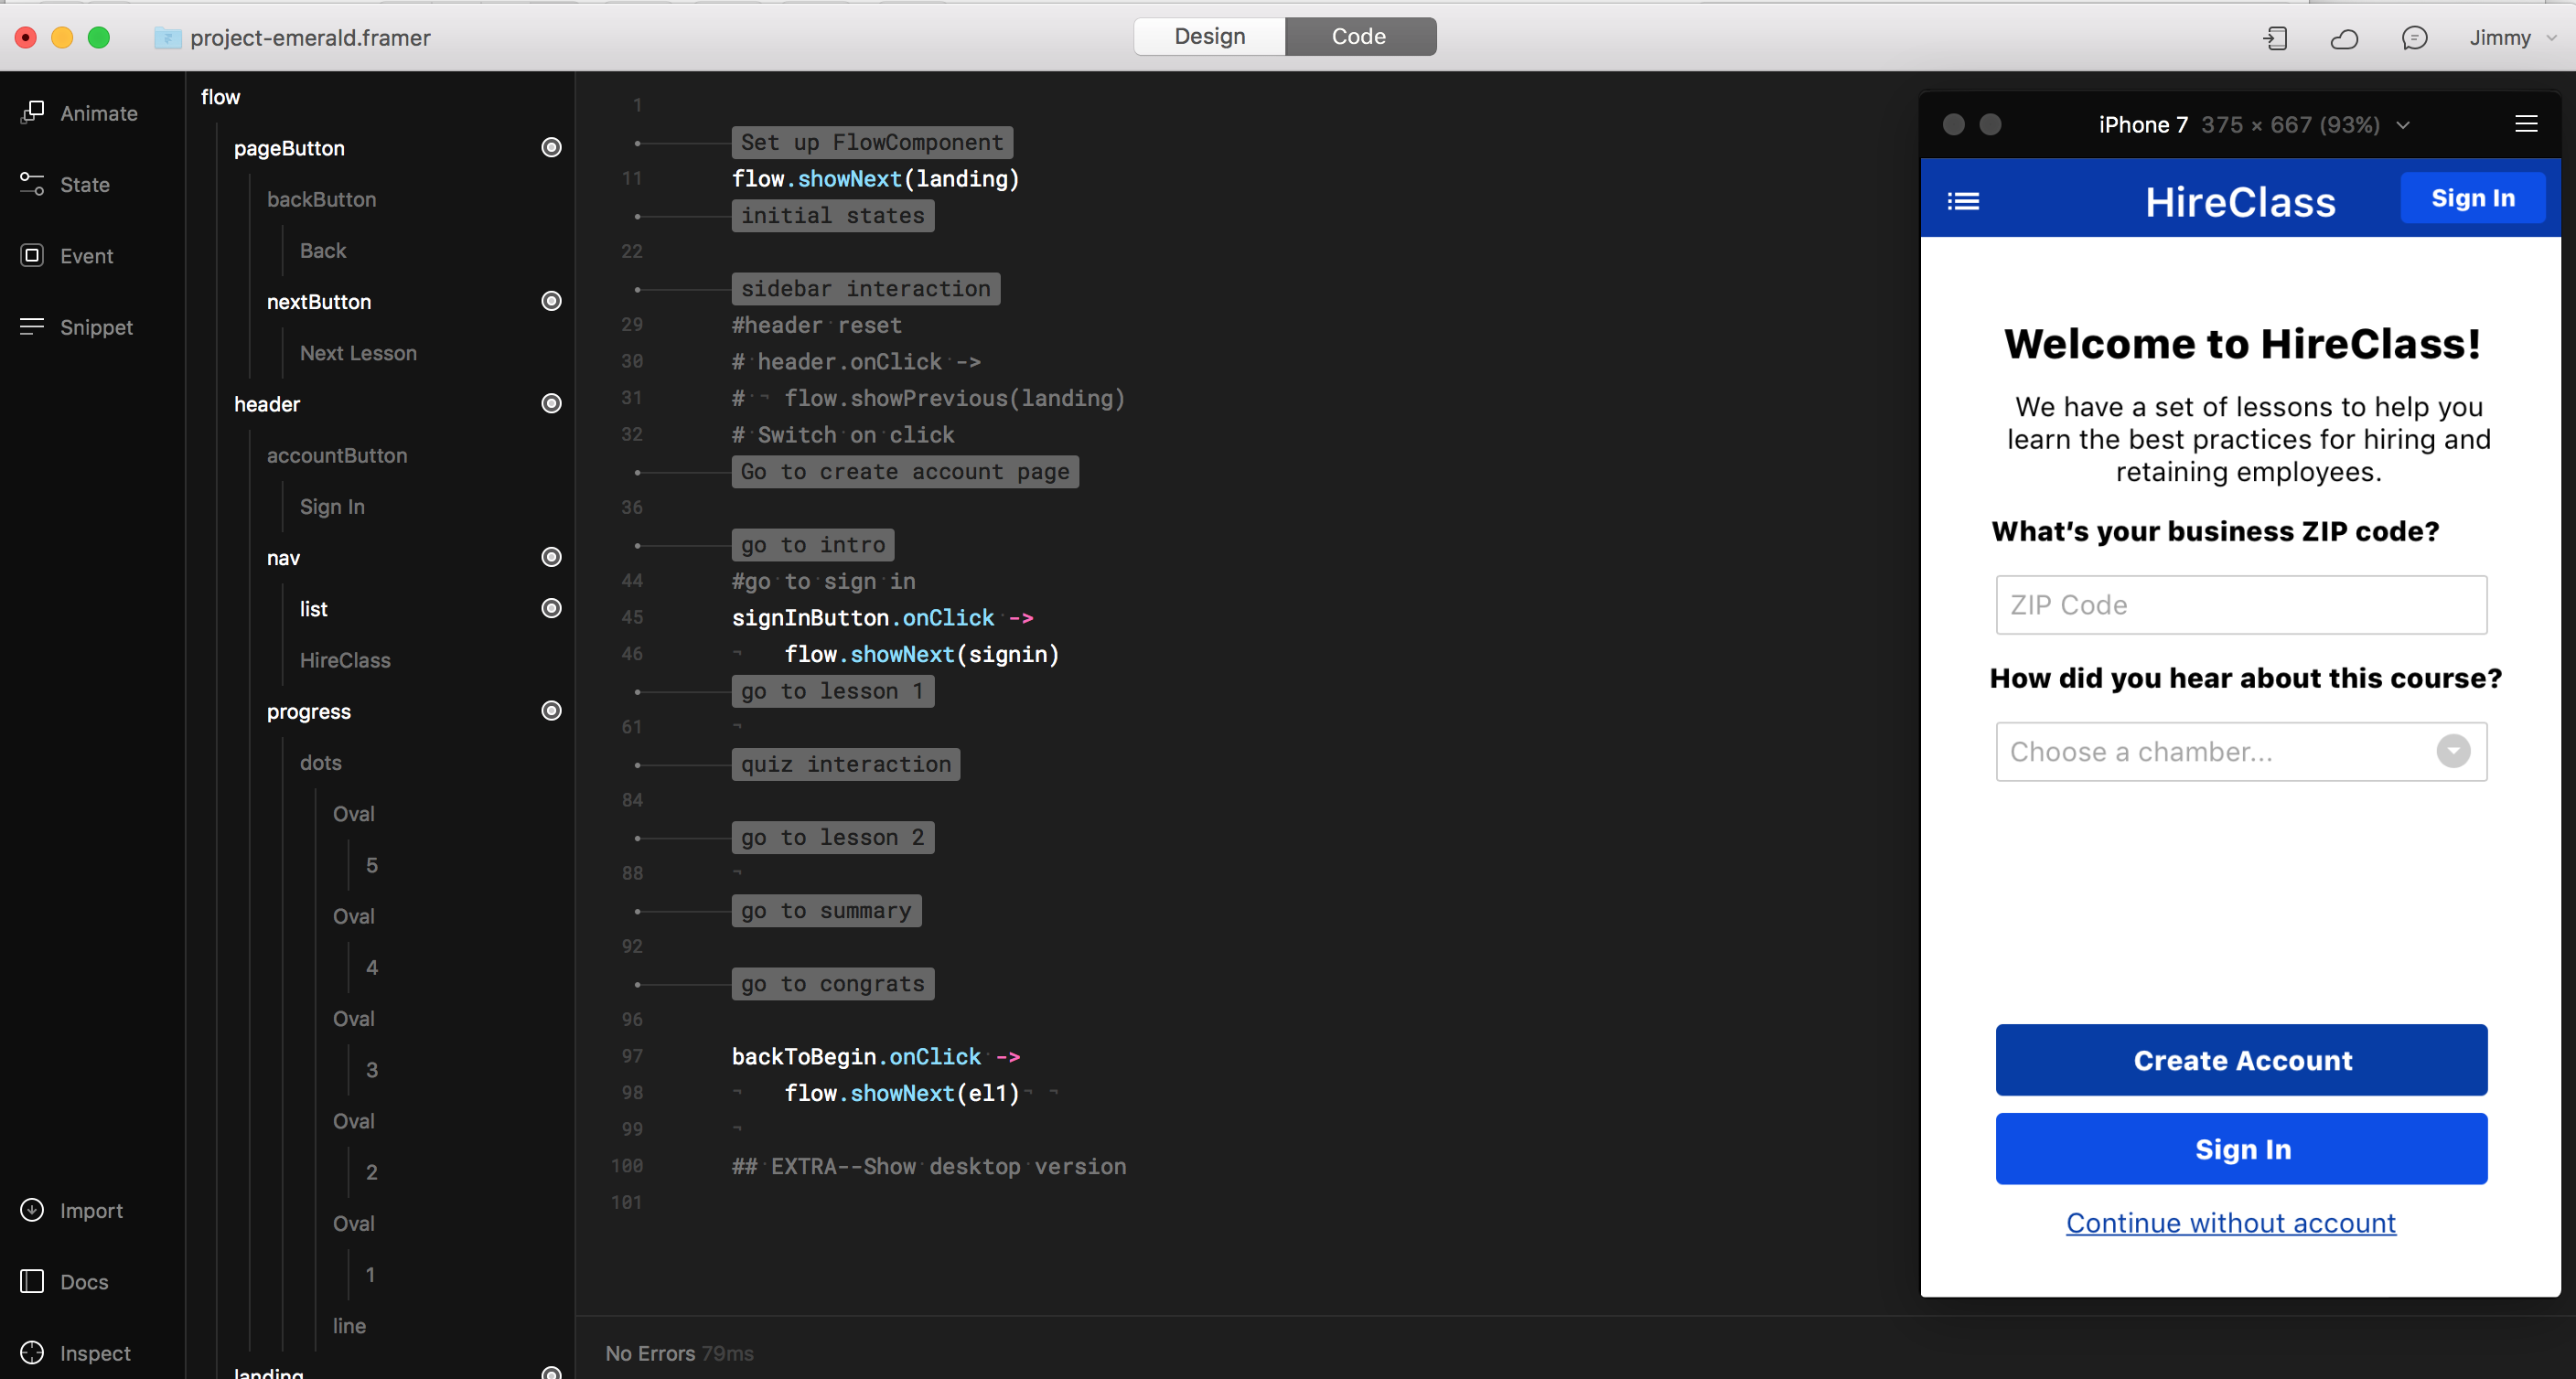 project-emerald.framer
Design
Code
Jimmy
Animate
State
Event
Snippet
Import
Docs
Inspect
flow
pageButton
backButton
Back
nextButton
Next Lesson
header
accountButton
Sign In
nav
list
HireClass
progress
dots
Oval
5
Oval
4
Oval
3
Oval
2
Oval
1
line
landing
1
Set up FlowComponent
11 flow.showNext(landing)
initial states
22
sidebar interaction
29 #header reset
30 # header.onClick ->
31 # ¬ flow.showPrevious(landing)
32 # Switch on click
Go to create account page
36
go to intro
44 #go to sign in
45 signInButton.onClick ->
46 ¬ flow.showNext(signin)
go to lesson 1
61 ¬
quiz interaction
84
go to lesson 2
88 ¬
go to summary
92
go to congrats
96
97 backToBegin.onClick ->
98 ¬ flow.showNext(el1)¬ ¬
99 ¬
100 ## EXTRA--Show desktop version
101
No Errors 79ms
iPhone 7 375 × 667 (93%)
HireClass
Sign In
Welcome to HireClass!
We have a set of lessons to help you
learn the best practices for hiring and
retaining employees.
What’s your business ZIP code?
ZIP Code
How did you hear about this course?
Choose a chamber...
Create Account
Sign In
Continue without account